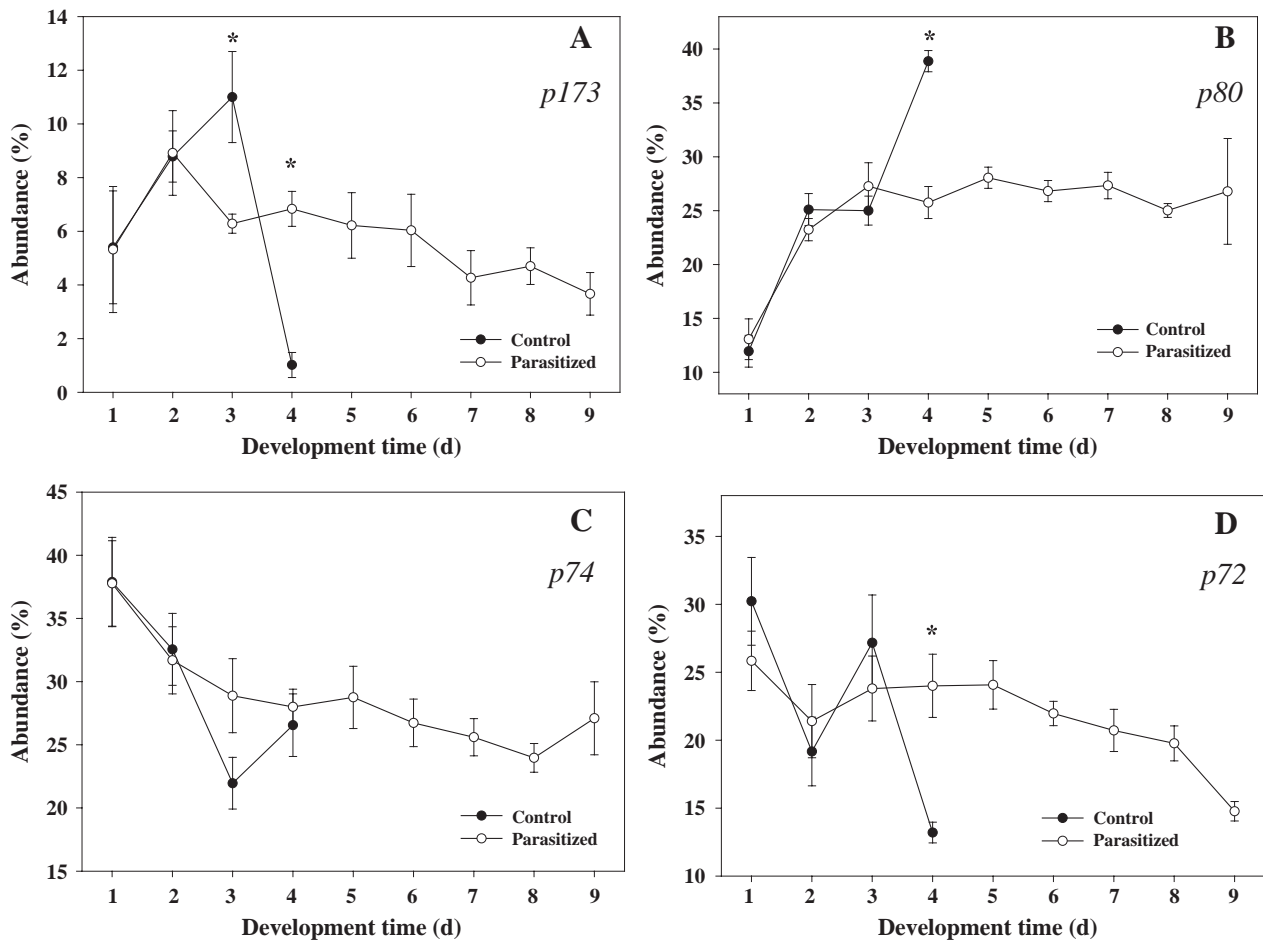 A
p173
Abundance (%)
14
12
10
8
6
4
2
0
*
*
Control
Parasitized
1 2 3 4 5 6 7 8 9
Development time (d)
B
p80
Abundance (%)
40
35
30
25
20
15
10
*
Control
Parasitized
1 2 3 4 5 6 7 8 9
Development time (d)
C
p74
Abundance (%)
45
40
35
30
25
20
15
Control
Parasitized
1 2 3 4 5 6 7 8 9
Development time (d)
D
p72
Abundance (%)
35
30
25
20
15
10
*
Control
Parasitized
1 2 3 4 5 6 7 8 9
Development time (d)